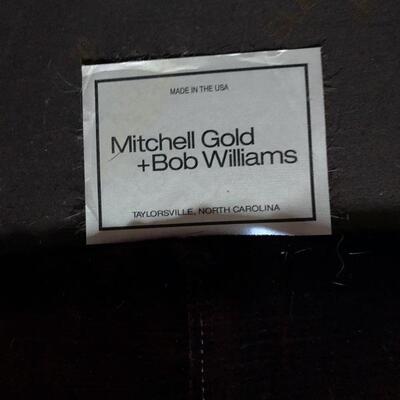 MADE IN THE USA
Mitchell Gold
+Bob Williams
TAYLORSVILLE, NORTH CAROLINA